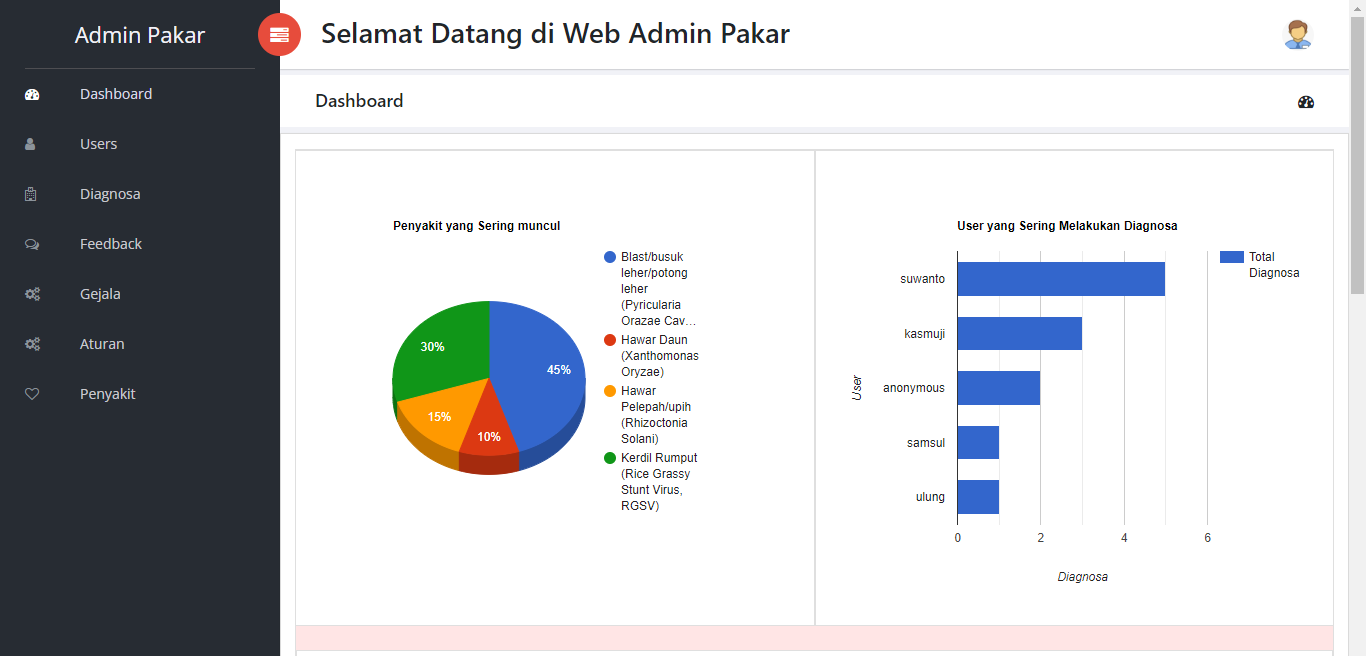 Admin Pakar
Selamat Datang di Web Admin Pakar
Dashboard
Users
Diagnosa
Feedback
Gejala
Aturan
Penyakit
Dashboard
Penyakit yang Sering muncul
45%
10%
15%
30%
Blast/busuk
leher/potong
leher
(Pyricularia
Orazae Cav…
Hawar Daun
(Xanthomonas
Oryzae)
Hawar
Pelepah/upih
(Rhizoctonia
Solani)
Kerdil Rumput
(Rice Grassy
Stunt Virus,
RGSV)
User yang Sering Melakukan Diagnosa
User
suwanto
kasmuji
anonymous
samsul
ulung
0 2 4 6
Diagnosa
Total
Diagnosa